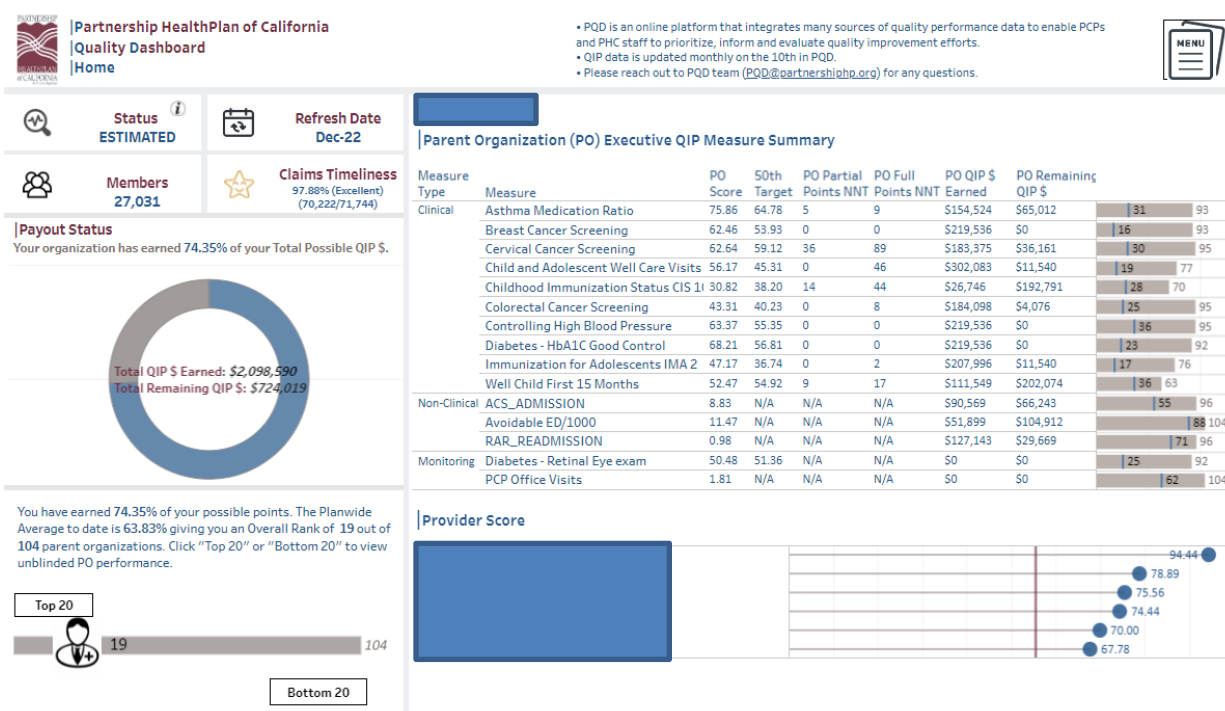 PARTNERSHIP
HEALTHPLAN
of CALIFORNIA
Partnership HealthPlan of California
Quality Dashboard
Home
• PQD is an online platform that integrates many sources of quality performance data to enable PCPs
and PHC staff to prioritize, inform and evaluate quality improvement efforts.
• QIP data is updated monthly on the 10th in PQD.
• Please reach out to PQD team (PQD@partnershiphp.org) for any questions.
MENU
Status i
ESTIMATED
Refresh Date
Dec-22
Members
27,031
Claims Timeliness
97.88% (Excellent)
(70,222/71,744)
Payout Status
Your organization has earned 74.35% of your Total Possible QIP $.
Total QIP $ Earned: $2,098,590
Total Remaining QIP $: $724,019
You have earned 74.35% of your possible points. The Planwide
Average to date is 63.83% giving you an Overall Rank of 19 out of
104 parent organizations. Click "Top 20" or "Bottom 20" to view
unblinded PO performance.
Top 20
19 104
Bottom 20
Parent Organization (PO) Executive QIP Measure Summary
Measure PO 50th PO Partial PO Full PO QIP $ PO Remaining
Type Measure Score Target Points NNT Points NNT Earned QIP $
Clinical Asthma Medication Ratio 75.86 64.78 5 9 $154,524 $65,012 31 93
Breast Cancer Screening 62.46 53.93 0 0 $219,536 $0 16 93
Cervical Cancer Screening 62.64 59.12 36 89 $183,375 $36,161 30 95
Child and Adolescent Well Care Visits 56.17 45.31 0 46 $302,083 $11,540 19 77
Childhood Immunization Status CIS 1 30.82 38.20 14 44 $26,746 $192,791 28 70
Colorectal Cancer Screening 43.31 40.23 0 8 $184,098 $4,076 25 95
Controlling High Blood Pressure 63.37 55.35 0 0 $219,536 $0 36 95
Diabetes - HbA1C Good Control 68.21 56.81 0 0 $219,536 $0 23 92
Immunization for Adolescents IMA 2 47.17 36.74 0 2 $207,996 $11,540 17 76
Well Child First 15 Months 52.47 54.92 9 17 $111,549 $202,074 36 63
Non-Clinical ACS_ADMISSION 8.83 N/A N/A N/A $90,569 $66,243 55 96
Avoidable ED/1000 11.47 N/A N/A N/A $51,899 $104,912 88 104
RAR_READMISSION 0.98 N/A N/A N/A $127,143 $29,669 71 96
Monitoring Diabetes - Retinal Eye exam 50.48 51.36 N/A N/A $0 $0 25 92
PCP Office Visits 1.81 N/A N/A N/A $0 $0 62 104
Provider Score
94.44
78.89
75.56
74.44
70.00
67.78